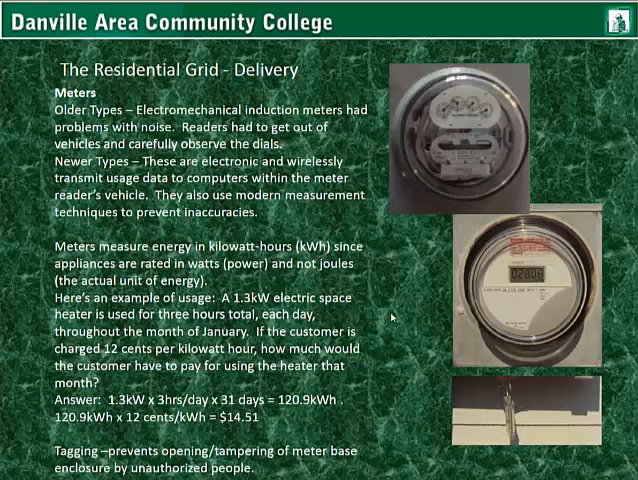 Danville Area Community College
The Residential Grid - Delivery
Meters
Older Types – Electromechanical induction meters had
problems with noise. Readers had to get out of
vehicles and carefully observe the dials.
Newer Types – These are electronic and wirelessly
transmit usage data to computers within the meter
reader's vehicle. They also use modern measurement
techniques to prevent inaccuracies.
Meters measure energy in kilowatt-hours (kWh) since
appliances are rated in watts (power) and not joules
(the actual unit of energy).
Here's an example of usage: A 1.3kW electric space
heater is used for three hours total, each day,
throughout the month of January. If the customer is
charged 12 cents per kilowatt hour, how much would
the customer have to pay for using the heater that
month?
Answer: 1.3kW x 3hrs/day x 31 days = 120.9kWh .
120.9kWh x 12 cents/kWh = $14.51
Tagging –prevents opening/tampering of meter base
enclosure by unauthorized people.